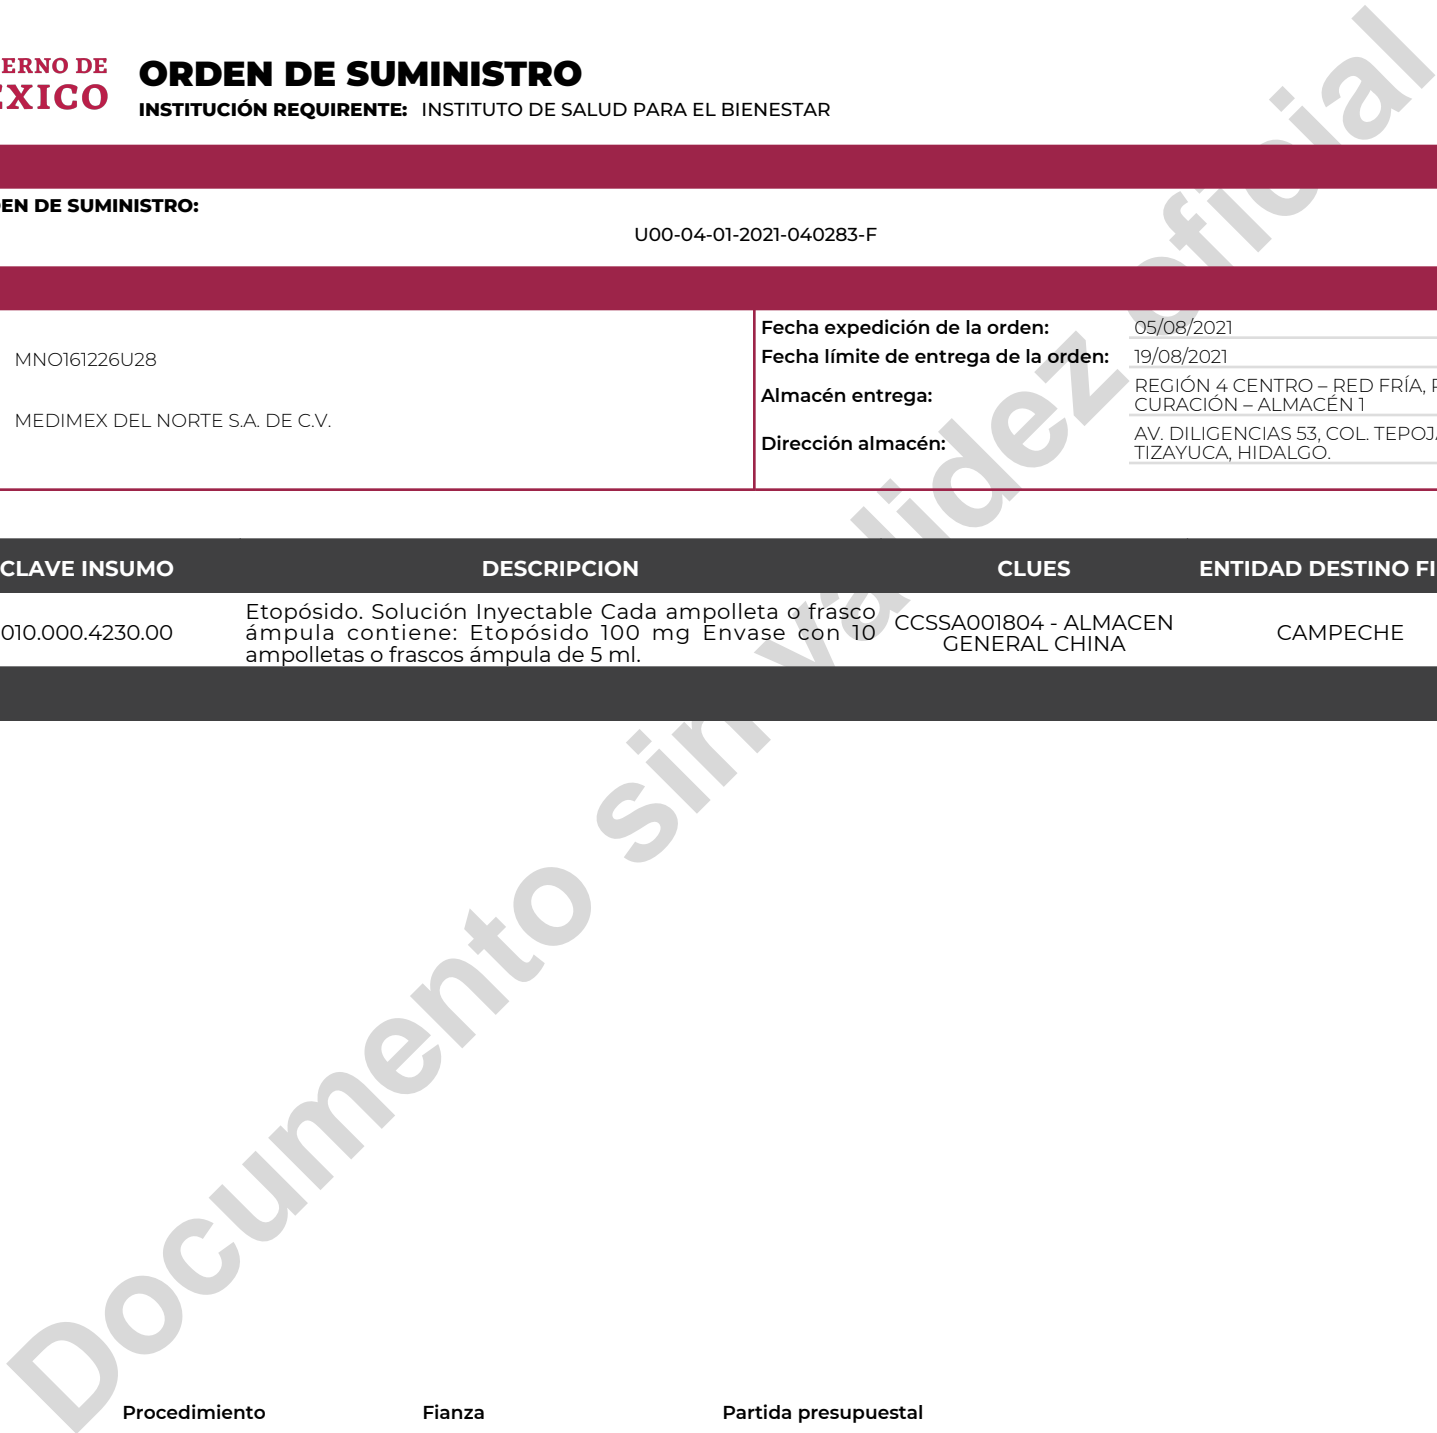 ERNO DE
ÉXICO
ORDEN DE SUMINISTRO
INSTITUCIÓN REQUIRENTE: INSTITUTO DE SALUD PARA EL BIENESTAR
EN DE SUMINISTRO:
U00-04-01-2021-040283-F
MNO161226U28
MEDIMEX DEL NORTE S.A. DE C.V.
Fecha expedición de la orden: 05/08/2021
Fecha límite de entrega de la orden: 19/08/2021
Almacén entrega: REGIÓN 4 CENTRO – RED FRÍA,
CURACIÓN – ALMACÉN 1
Dirección almacén: AV. DILIGENCIAS 53, COL. TEPOJ
TIZAYUCA, HIDALGO.
CLAVE INSUMO DESCRIPCION CLUES ENTIDAD DESTINO FI
010.000.4230.00
Etopósido. Solución Inyectable Cada ampolleta o frasco
ámpula contiene: Etopósido 100 mg Envase con 10
ampolletas o frascos ámpula de 5 ml.
CCSSA001804 - ALMACEN
GENERAL CHINA
CAMPECHE
Documento sin validez oficial
Procedimiento Fianza Partida presupuestal